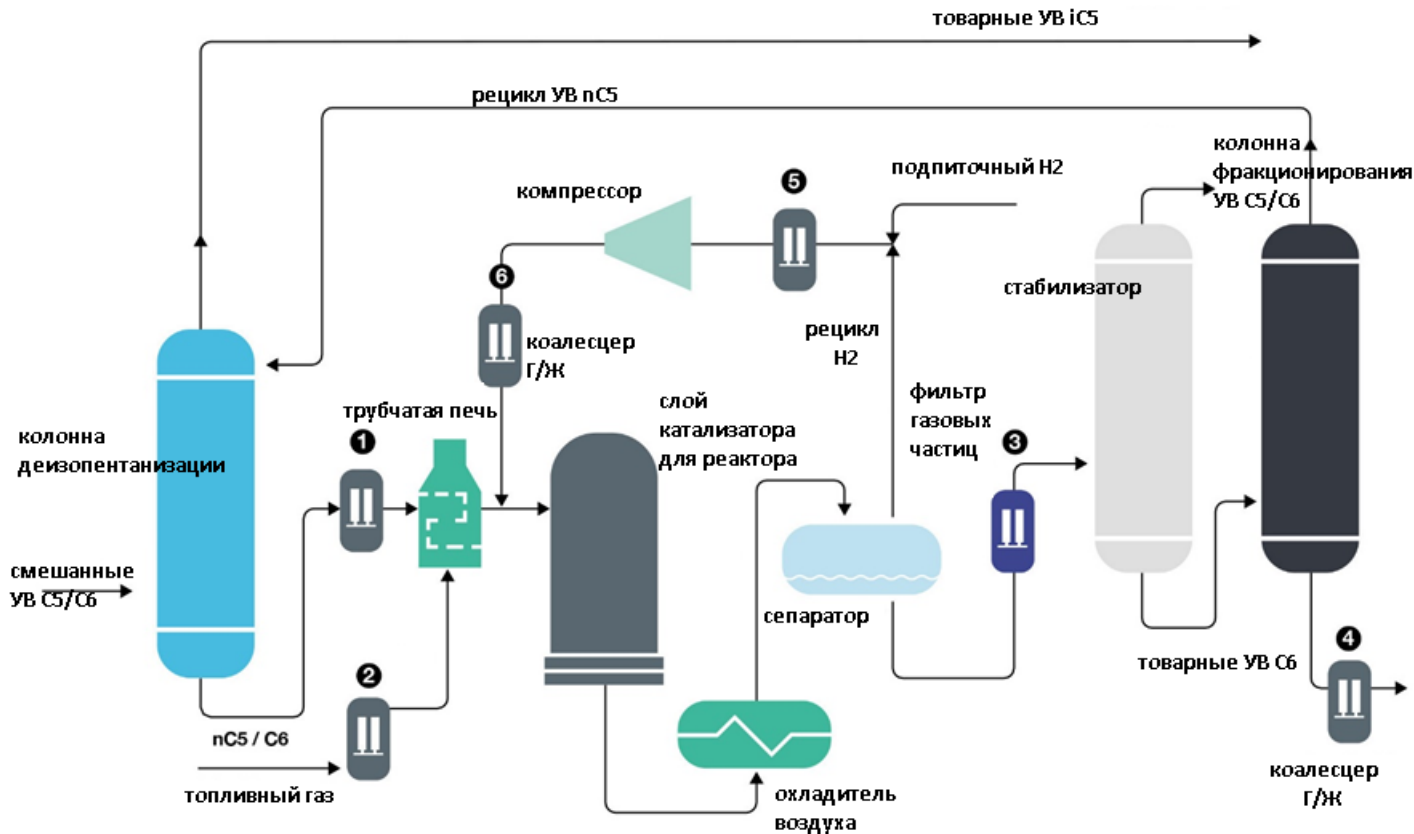 товарные УВ iC5
рецикл УВ nC5
колонна
фракционирования
УВ С5/С6
подпиточный Н2
5
компрессор
6
стабилизатор
рецикл
Н2
коалесцер
Г/Ж
слой
катализатора
для реактора
фильтр
газовых
частиц
трубчатая печь
колонна
деизопентанизации
1
3
смешанные
УВ С5/С6
сепаратор
4
товарные УВ С6
2
nC5 / C6
топливный газ
охладитель
воздуха
коалесцер
Г/Ж